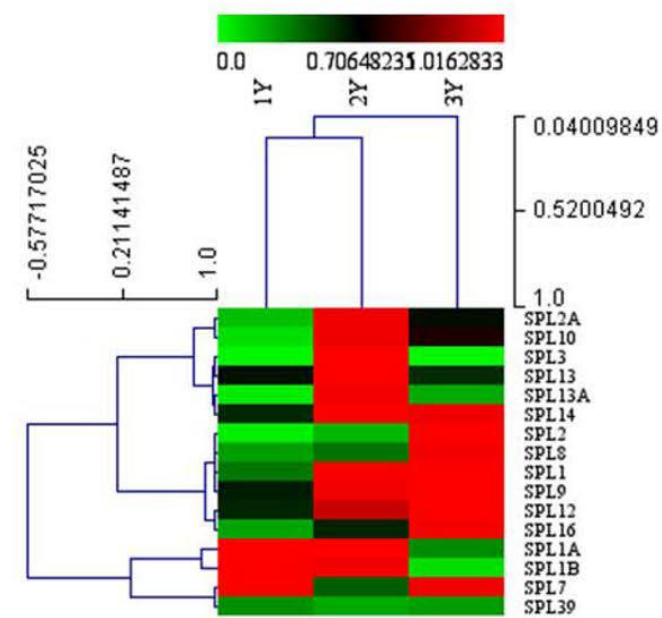 0.0 0.70648235 1.0162833
1Y 2Y 3Y
0.04009849
0.5200492
1.0
-0.57717025
0.21141487
1.0
SPL2A
SPL10
SPL3
SPL13
SPL13A
SPL14
SPL2
SPL8
SPL1
SPL9
SPL12
SPL16
SPL1A
SPL1B
SPL7
SPL39